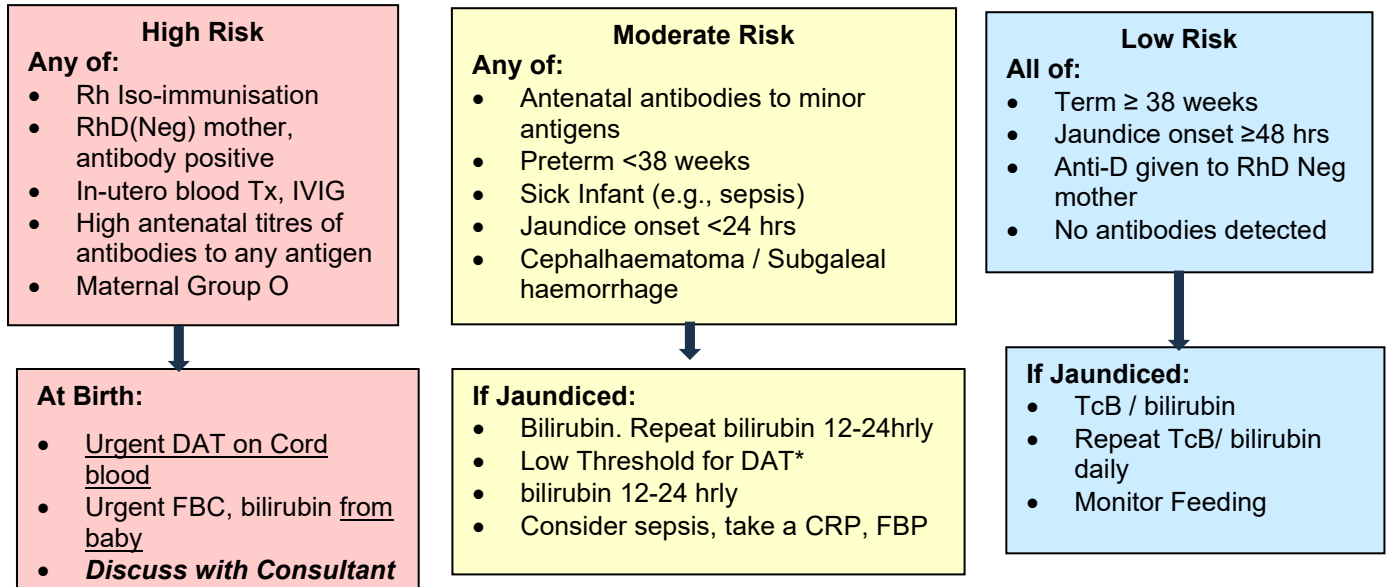 High Risk
Any of:
• Rh Iso-immunisation
• RhD(Neg) mother,
antibody positive
• In-utero blood Tx, IVIG
• High antenatal titres of
antibodies to any antigen
• Maternal Group O
Moderate Risk
Any of:
• Antenatal antibodies to minor
antigens
• Preterm <38 weeks
• Sick Infant (e.g., sepsis)
• Jaundice onset <24 hrs
• Cephalhaematoma / Subgaleal
haemorrhage
Low Risk
All of:
• Term ≥ 38 weeks
• Jaundice onset ≥48 hrs
• Anti-D given to RhD Neg
mother
• No antibodies detected
At Birth:
• Urgent DAT on Cord
blood
• Urgent FBC, bilirubin from
baby
• Discuss with Consultant
If Jaundiced:
• Bilirubin. Repeat bilirubin 12-24hrly
• Low Threshold for DAT*
• bilirubin 12-24 hrly
• Consider sepsis, take a CRP, FBP
If Jaundiced:
• TcB / bilirubin
• Repeat TcB/ bilirubin
daily
• Monitor Feeding